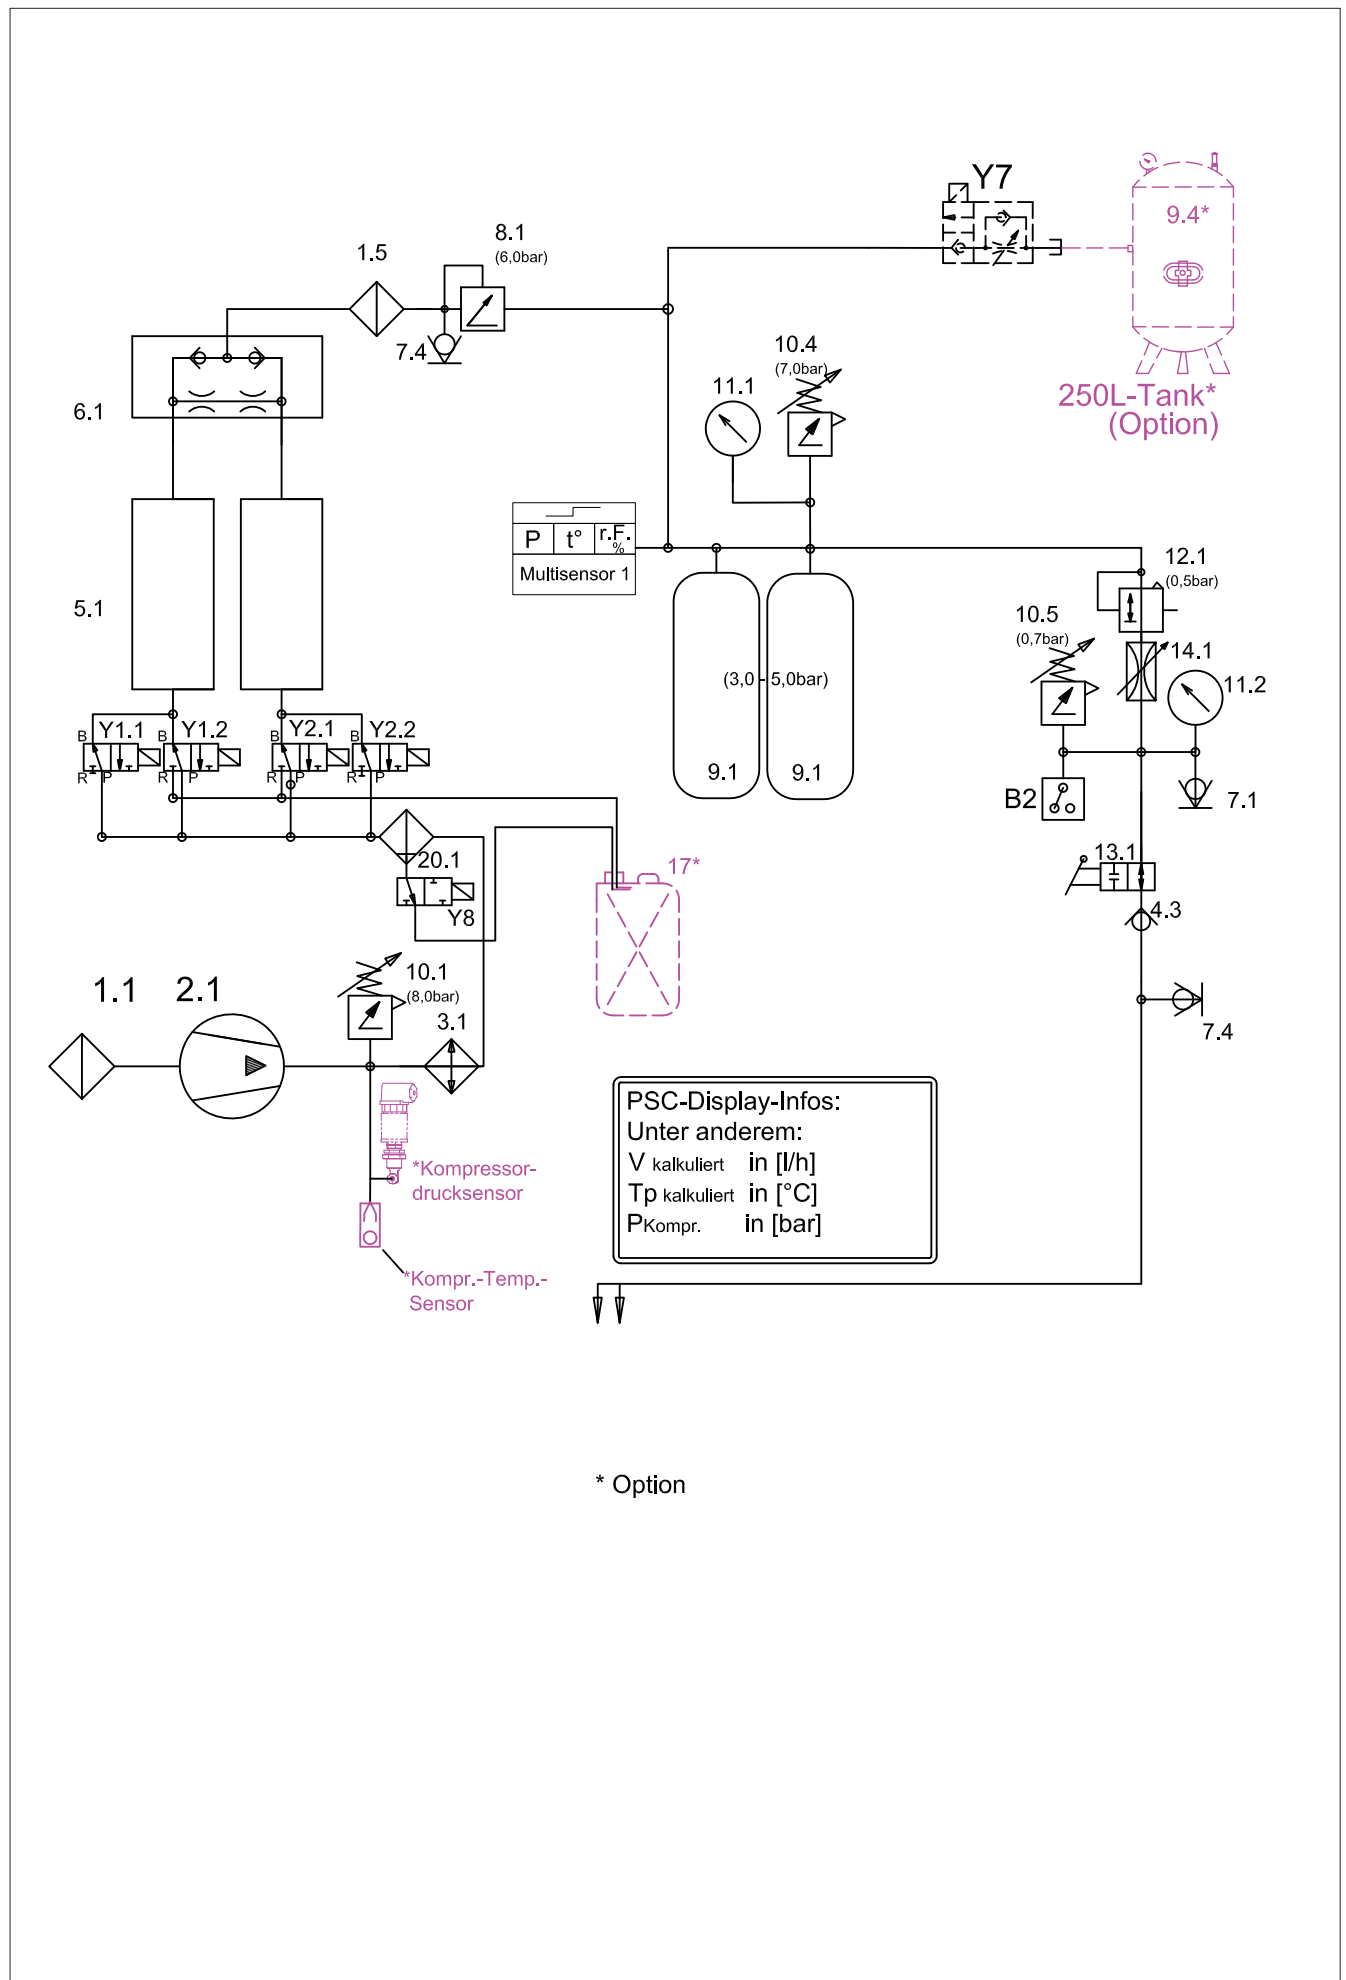 Y7
9.4*
250L-Tank*
(Option)
1.5
8.1
(6,0bar)
7.4
6.1
10.4
(7,0bar)
11.1
P
t°
r.F.
%
Multisensor 1
5.1
12.1
(0,5bar)
10.5
(0,7bar)
14.1
11.2
(3,0 - 5,0bar)
9.1
9.1
B
Y1.1
B
Y1.2
B
Y2.1
B
Y2.2
R
P
R
P
R
P
R
P
B2
7.1
13.1
20.1
Y8
17*
4.3
10.1
(8,0bar)
3.1
1.1
2.1
7.4
*Kompressor-
drucksensor
*Kompr.-Temp.-
Sensor
PSC-Display-Infos:
Unter anderem:
V kalkuliert in [l/h]
Tp kalkuliert in [°C]
PKompr. in [bar]
* Option